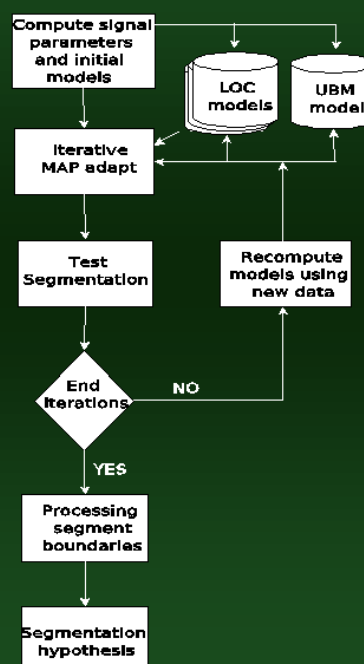 Compute signal
parameters
and initial
models
LOC
models
UBM
model
Iterative
MAP adapt
Test
Segmentation
Recompute
models using
new data
End
iterations
NO
YES
Processing
segment
boundaries
Segmentation
hypothesis